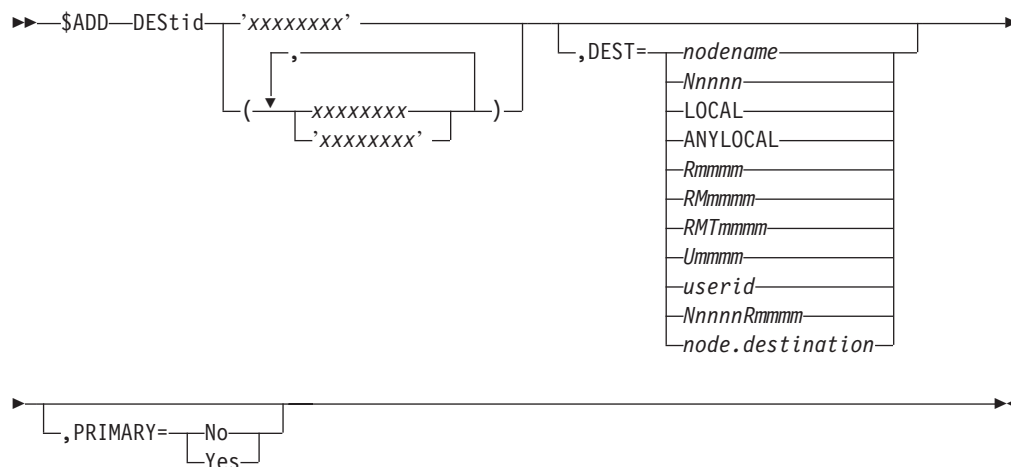 $ADD DEStid 'xxxxxxxx'
,
( xxxxxxxx )
'xxxxxxxx'
,DEST= nodename
Nnnnn
LOCAL
ANYLOCAL
Rmmmm
RMmmmm
RMTmmmm
Ummmm
userid
NnnnnRmmmm
node.destination
,PRIMARY= No
Yes